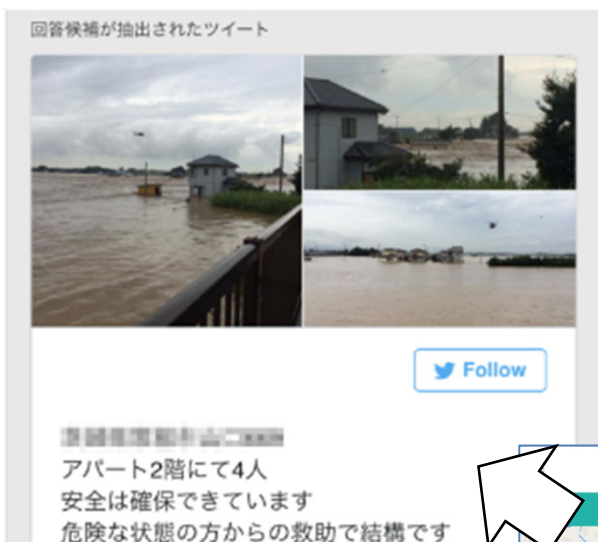 回答候補が抽出されたツイート
Follow
アパート2階にて4人
安全は確保できています
危険な状態の方からの救助で結構です